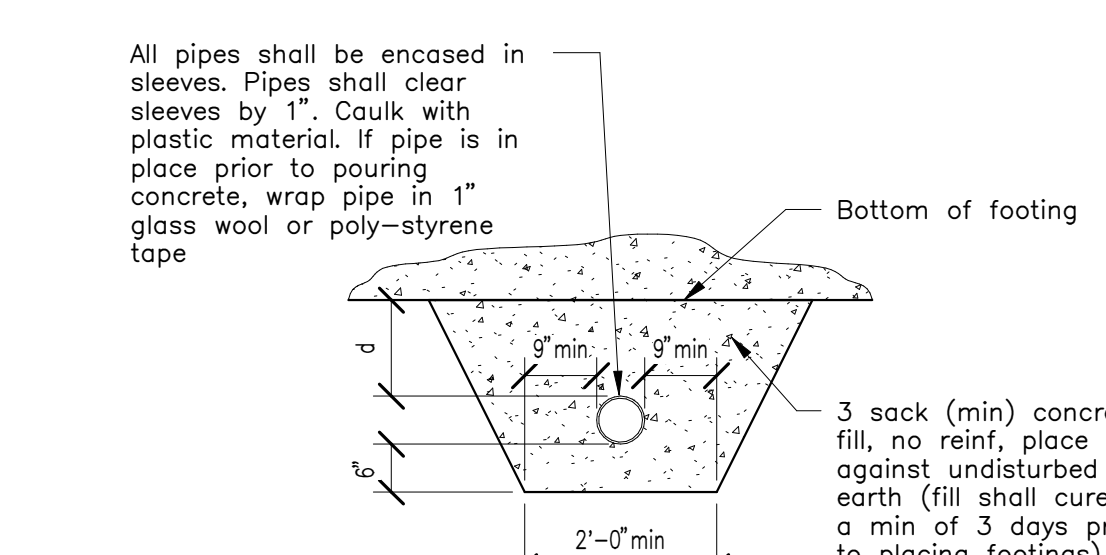 All pipes shall be encased in
sleeves. Pipes shall clear
sleeves by 1". Caulk with
plastic material. If pipe is in
place prior to pouring
concrete, wrap pipe in 1"
glass wool or poly-styrene
tape
Bottom of footing
9"min
9"min
d
6"
3 sack (min)
fill, no reinf, place
against undisturbed
earth (fill shall cure
a min of 3 days
to placing footings)
2'-0"min